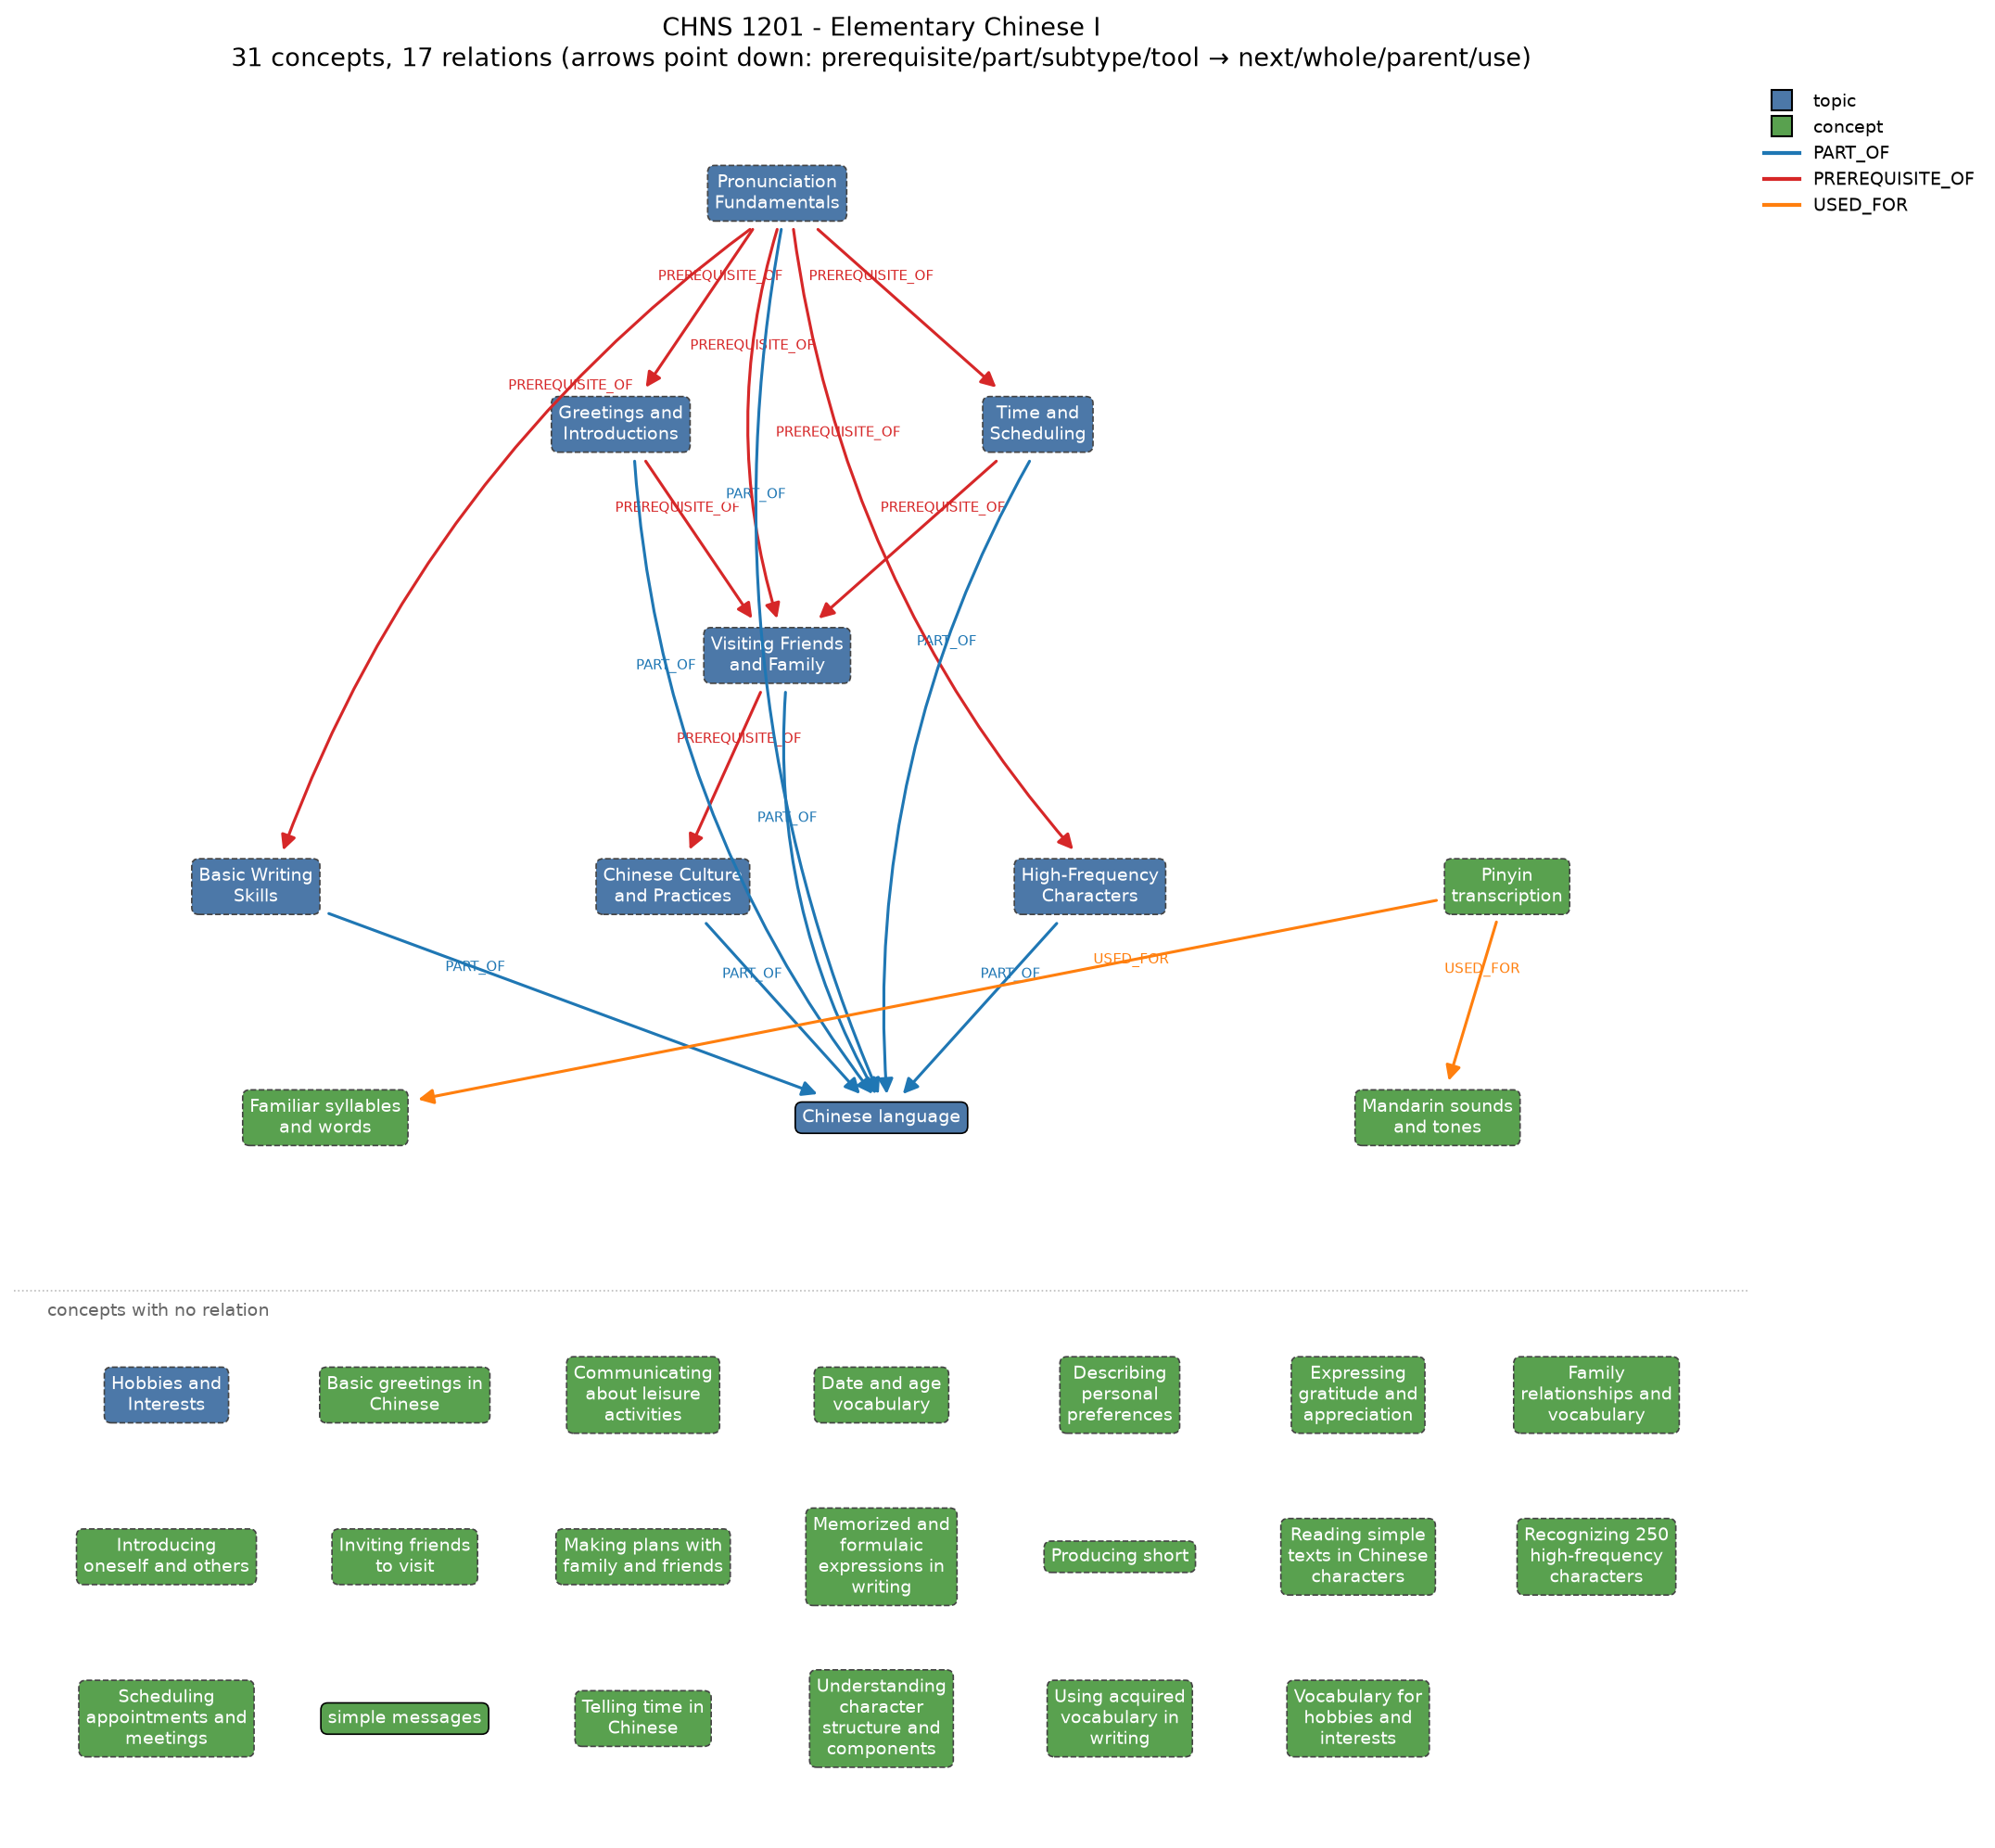 CHNS 1201 - Elementary Chinese I
31 concepts, 17 relations (arrows point down: prerequisite/part/subtype/tool → next/whole/parent/use)
topic
concept
PART_OF
PREREQUISITE_OF
USED_FOR
Pronunciation
Fundamentals
PREREQUISITE_OF
PREREQUISITE_OF
PREREQUISITE_OF
PREREQUISITE_OF
PREREQUISITE_OF
Greetings and
Introductions
Time and
Scheduling
PART_OF
PREREQUISITE_OF
PREREQUISITE_OF
PART_OF
PART_OF
Visiting Friends
and Family
PREREQUISITE_OF
PART_OF
Basic Writing
Skills
Chinese Culture
and Practices
High-Frequency
Characters
Pinyin
transcription
USED_FOR
PART_OF
PART_OF
PART_OF
USED_FOR
Familiar syllables
and words
Chinese language
Mandarin sounds
and tones
concepts with no relation
Hobbies and
Interests
Basic greetings in
Chinese
Communicating
about leisure
activities
Date and age
vocabulary
Describing
personal
preferences
Expressing
gratitude and
appreciation
Family
relationships and
vocabulary
Introducing
oneself and others
Inviting friends
to visit
Making plans with
family and friends
Memorized and
formulaic
expressions in
writing
Producing short
Reading simple
texts in Chinese
characters
Recognizing 250
high-frequency
characters
Scheduling
appointments and
meetings
simple messages
Telling time in
Chinese
Understanding
character
structure and
components
Using acquired
vocabulary in
writing
Vocabulary for
hobbies and
interests